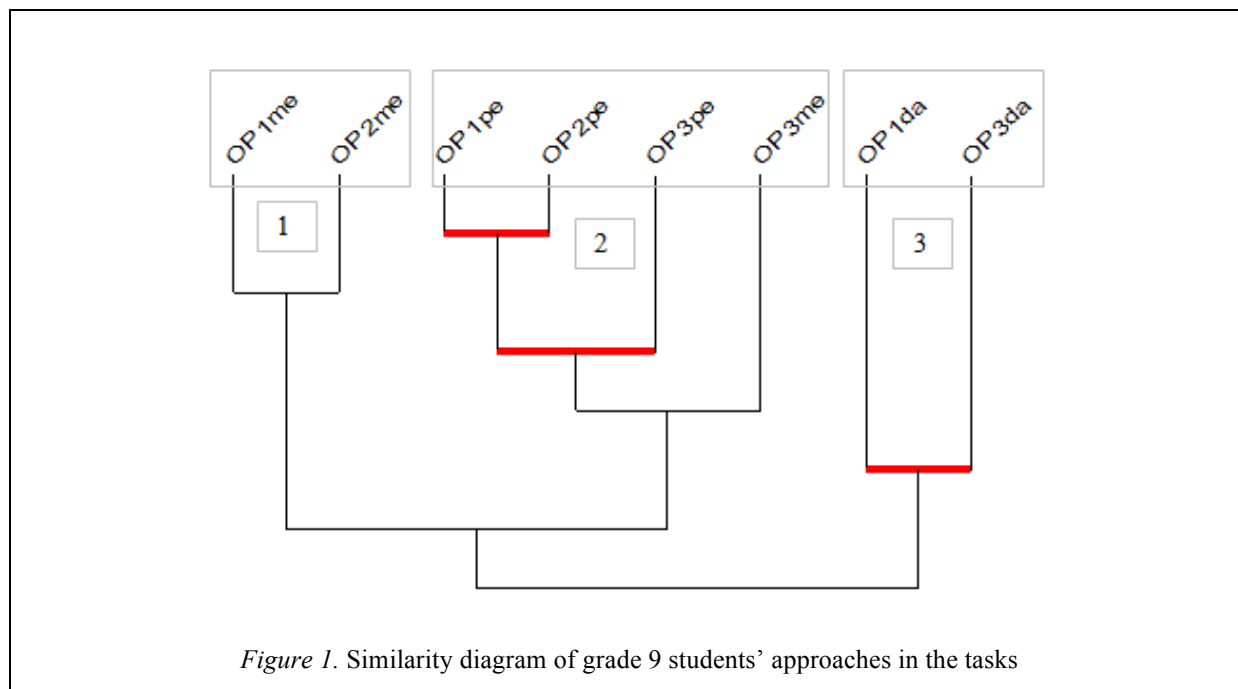 OP1me OP2me OP1pe OP2pe OP3pe OP3me OP1da OP3da
1 2 3
Figure 1. Similarity diagram of grade 9 students’ approaches in the tasks